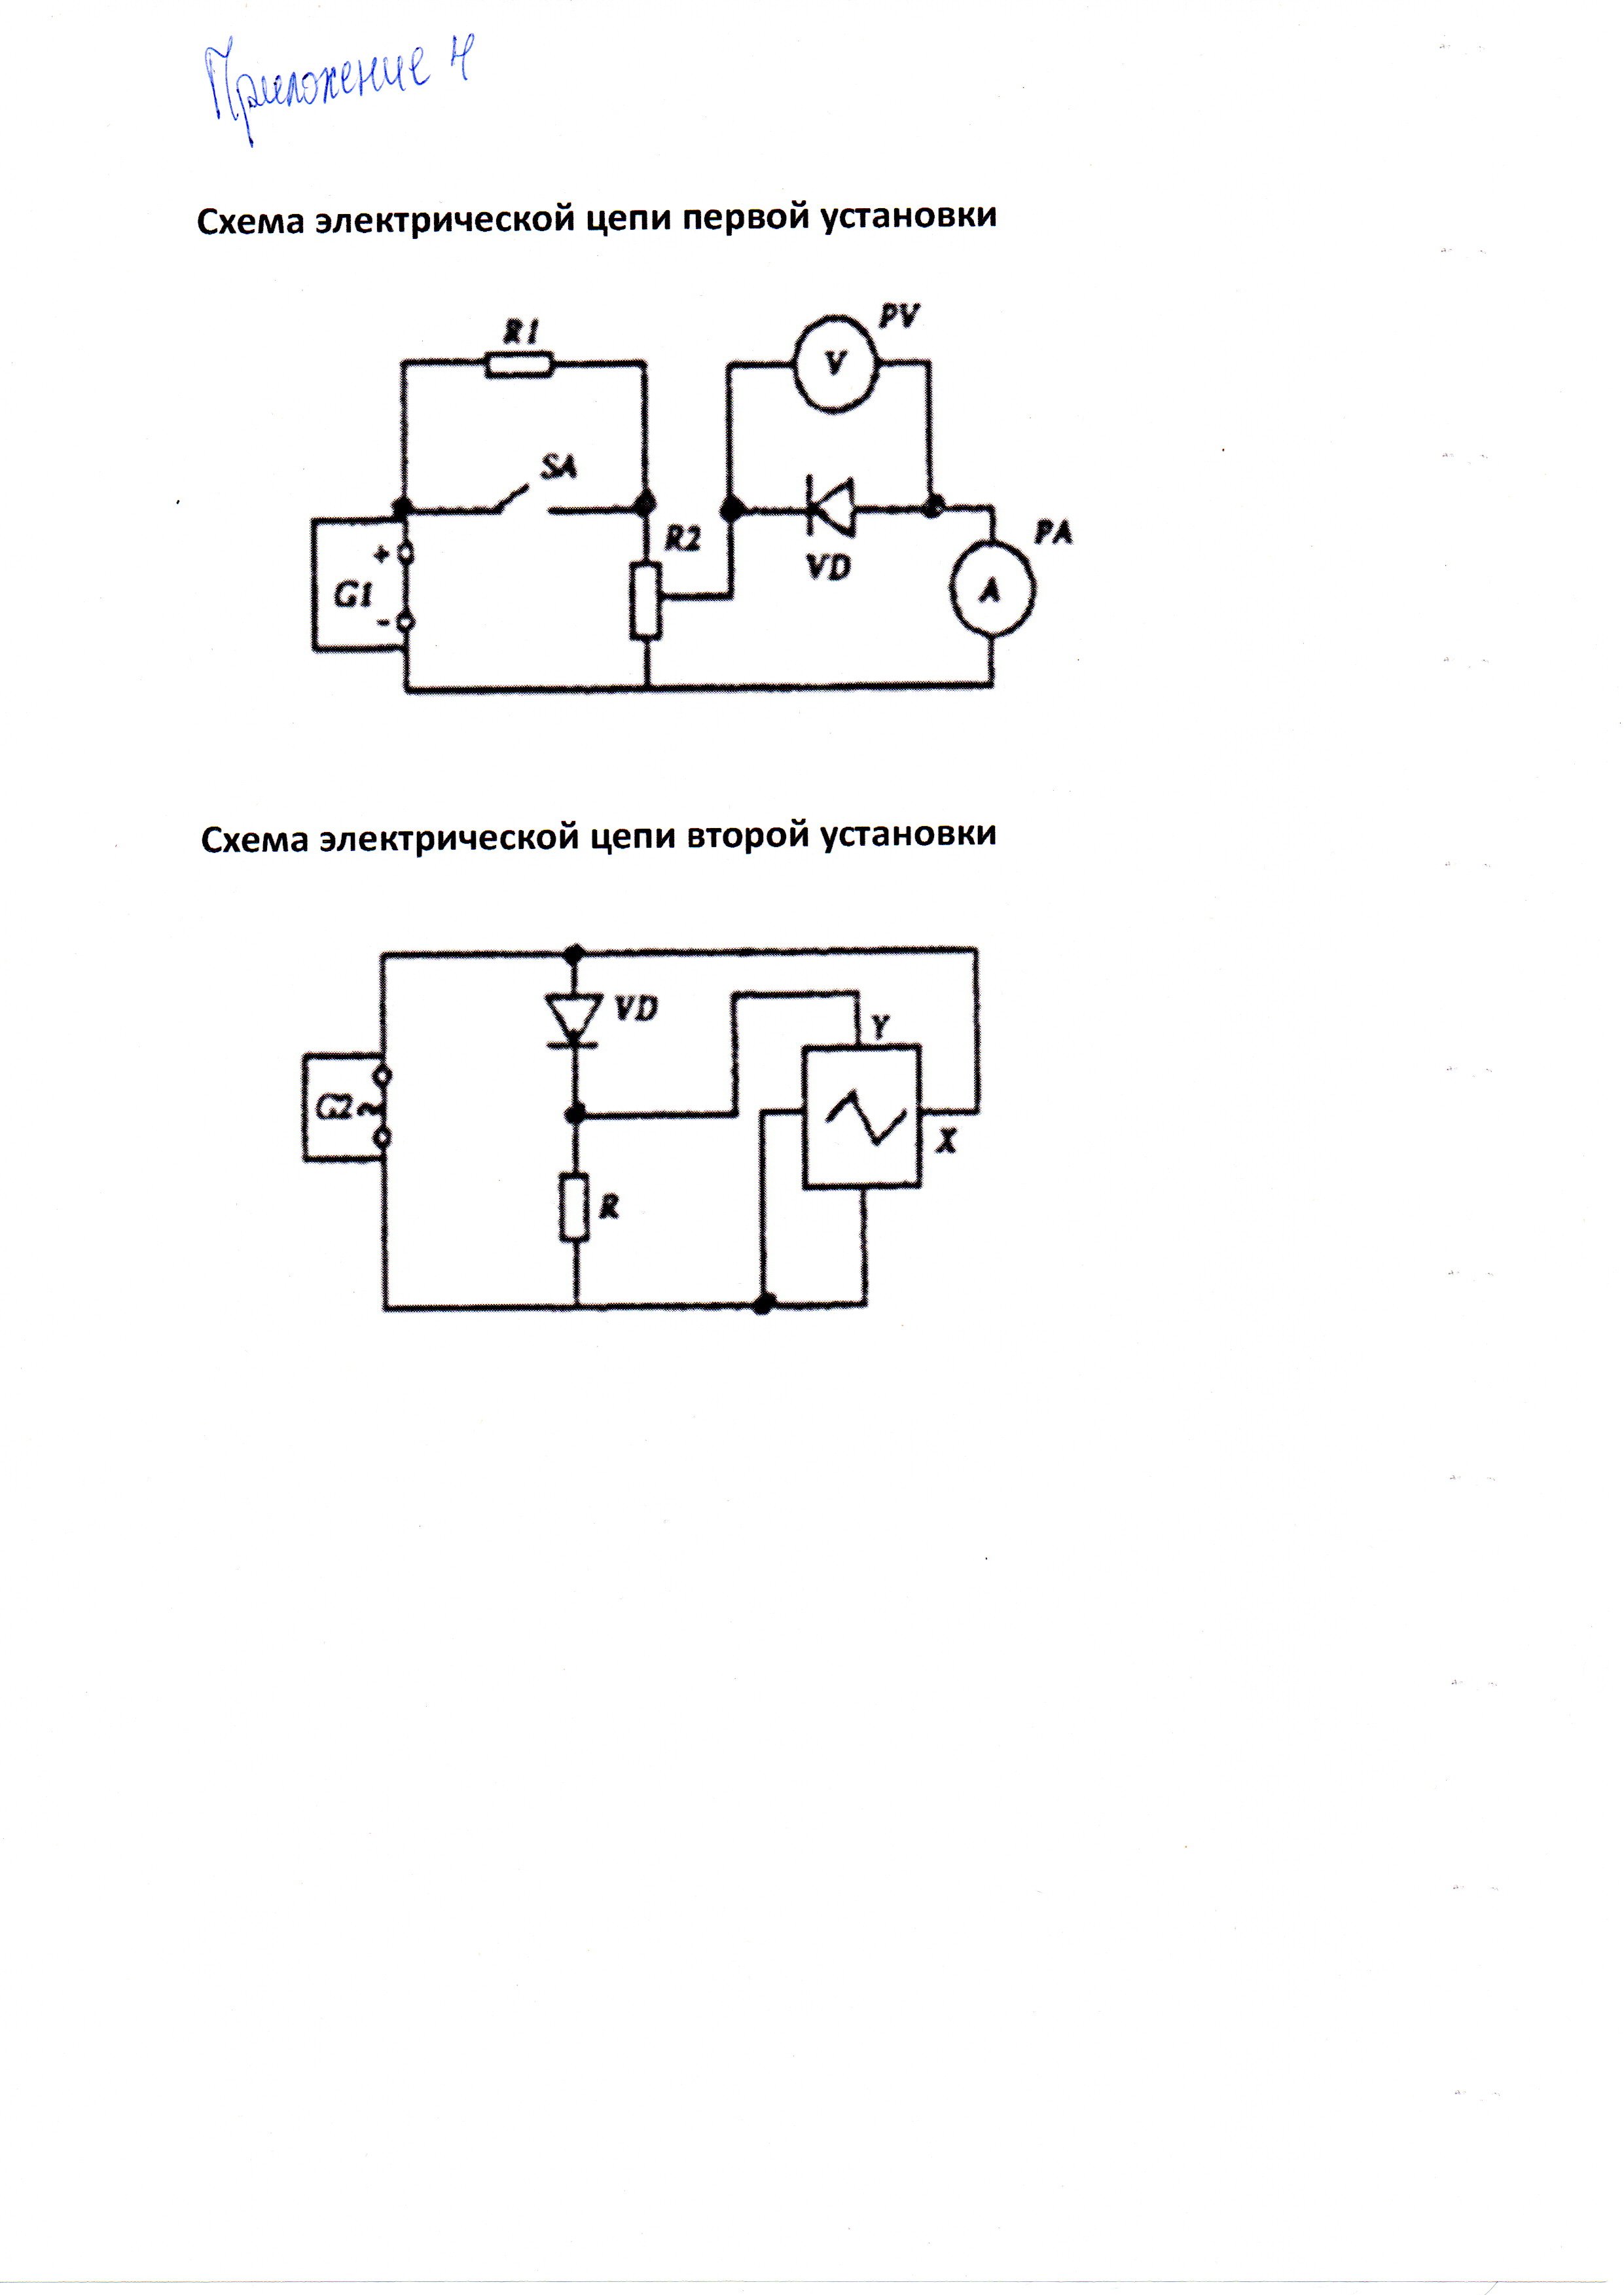 Приложение 4
Схема электрической цепи первой установки
R1
PV
V
SA
R2
VD
PA
A
+
G1
-
Схема электрической цепи второй установки
VD
Y
G2~
X
R